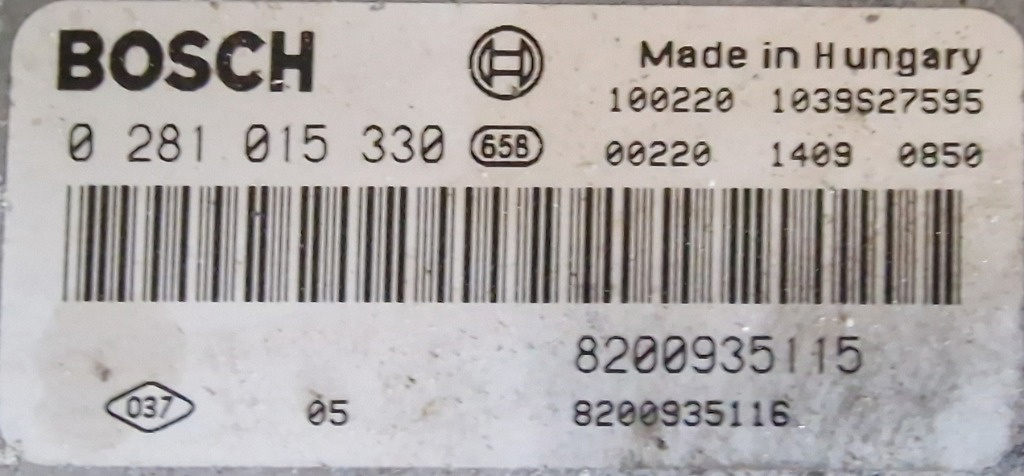 BOSCH
Made in Hungary
100220 1039S27595
0 281 015 330 658
00220 1409 0850
8200935115
037 05 8200935116